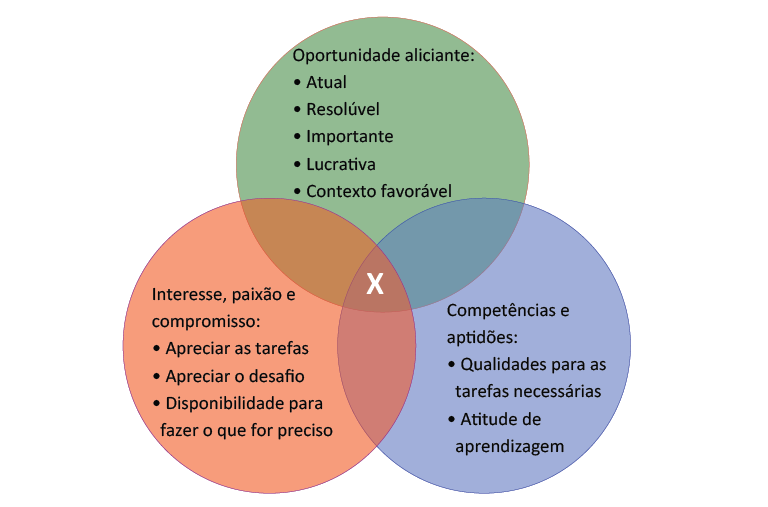 Oportunidade aliciante:
• Atual
• Resolúvel
• Importante
• Lucrativa
• Contexto favorável
X
Interesse, paixão e
compromisso:
• Apreciar as tarefas
• Apreciar o desafio
• Disponibilidade para
fazer o que for preciso
Competências e
aptidões:
• Qualidades para as
tarefas necessárias
• Atitude de
aprendizagem